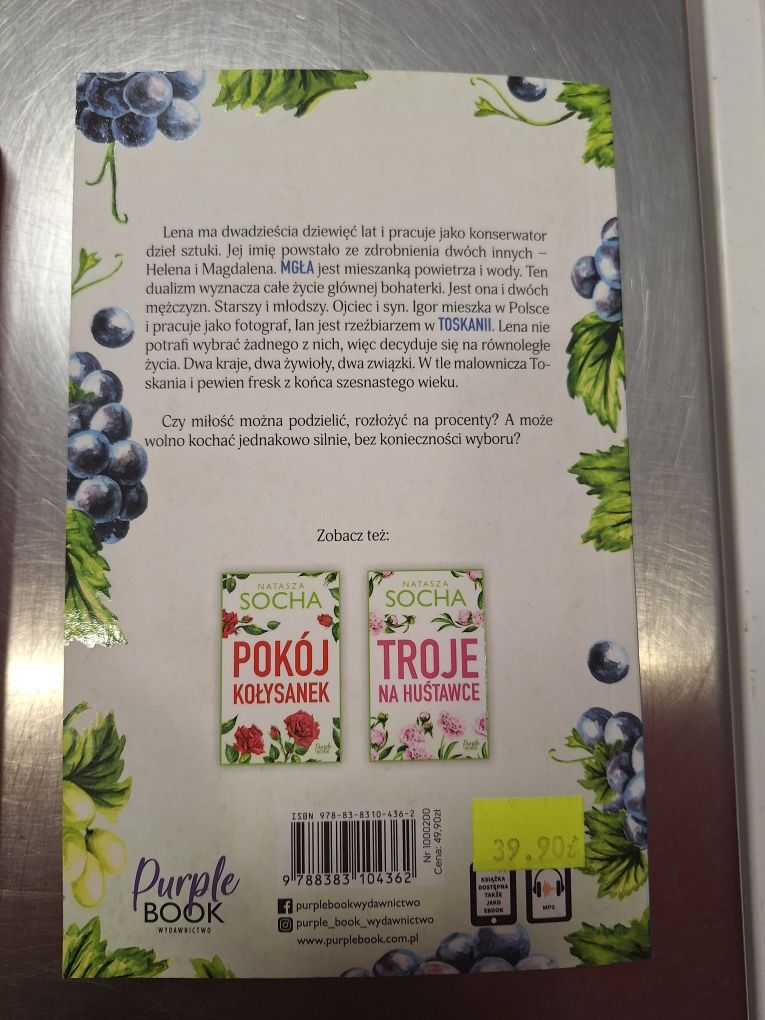 Lena ma dwadzieścia dziewięć lat i pracuje jako konserwator
dzieł sztuki. Jej imię powstało ze zdrobnienia dwóch innych –
Helena i Magdalena. MGŁA jest mieszanką powietrza i wody. Ten
dualizm wyznacza całe życie głównej bohaterki. Jest ona i dwóch
mężczyzn. Starszy i młodszy. Ojciec i syn. Igor mieszka w Polsce
i pracuje jako fotograf, Ian jest rzeźbiarzem w TOSKANII. Lena nie
potrafi wybrać żadnego z nich, więc decyduje się na równoległe
życia. Dwa kraje, dwa żywioły, dwa związki. W tle malownicza To-
skania i pewien fresk z końca szesnastego wieku.
Czy miłość można podzielić, rozłożyć na procenty? A może
wolno kochać jednakowo silnie, bez konieczności wyboru?
Zobacz też:
NATASZA
SOCHA
POKÓJ
KOŁYSANEK
Purple
BOOK
NATASZA
SOCHA
TROJE
NA HUŚTAWCE
Purple
BOOK
ISBN 978-83-8310-436-2
9 788383 104362
Nr 1000200
Cena: 49,90zł
39.90zł
Purple
BOOK
WYDAWNICTWO
purplebookwydawnictwo
purple_book_wydawnictwo
www.purplebook.com.pl
KSIĄŻKA
DOSTĘPNA
TAKŻE
JAKO
EBOOK
MP3